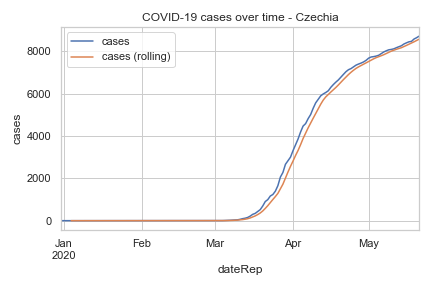 COVID-19 cases over time - Czechia
cases
cases (rolling)
8000
6000
4000
2000
0
cases
Jan
2020
Feb
Mar
Apr
May
dateRep